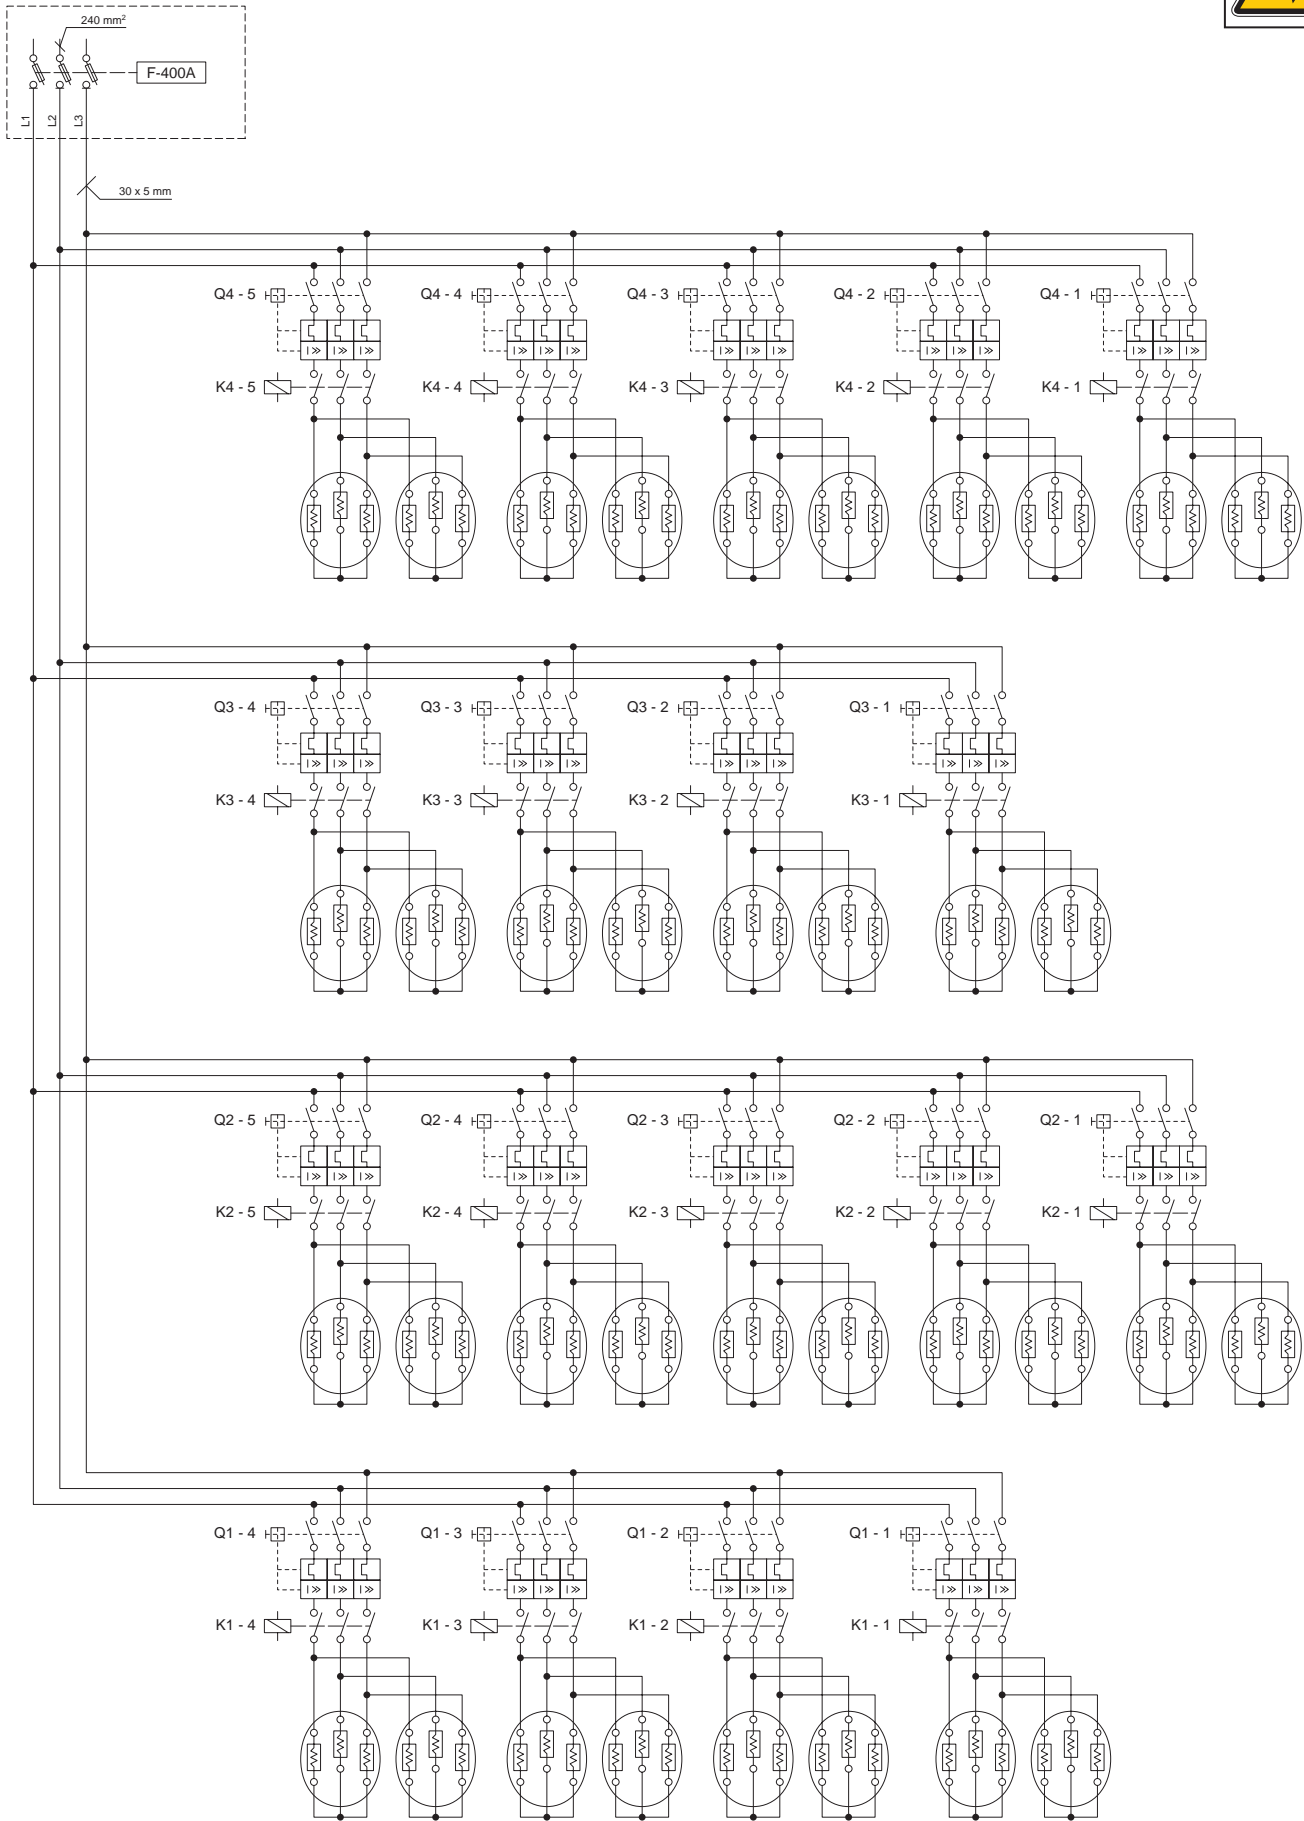 240 mm²
F-400A
L1 L2 L3
30 x 5 mm
Q4 - 5 Q4 - 4 Q4 - 3 Q4 - 2 Q4 - 1
I≫ I≫ I≫ I≫ I≫ I≫ I≫ I≫ I≫ I≫ I≫ I≫ I≫ I≫ I≫
K4 - 5 K4 - 4 K4 - 3 K4 - 2 K4 - 1
Q3 - 4 Q3 - 3 Q3 - 2 Q3 - 1
I≫ I≫ I≫ I≫ I≫ I≫ I≫ I≫ I≫ I≫ I≫ I≫
K3 - 4 K3 - 3 K3 - 2 K3 - 1
Q2 - 5 Q2 - 4 Q2 - 3 Q2 - 2 Q2 - 1
I≫ I≫ I≫ I≫ I≫ I≫ I≫ I≫ I≫ I≫ I≫ I≫ I≫ I≫ I≫
K2 - 5 K2 - 4 K2 - 3 K2 - 2 K2 - 1
Q1 - 4 Q1 - 3 Q1 - 2 Q1 - 1
I≫ I≫ I≫ I≫ I≫ I≫ I≫ I≫ I≫ I≫ I≫ I≫
K1 - 4 K1 - 3 K1 - 2 K1 - 1